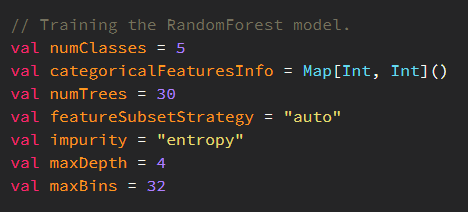 // Training the RandomForest model.
val numClasses = 5
val categoricalFeaturesInfo = Map[Int, Int]()
val numTrees = 30
val featureSubsetStrategy = "auto"
val impurity = "entropy"
val maxDepth = 4
val maxBins = 32